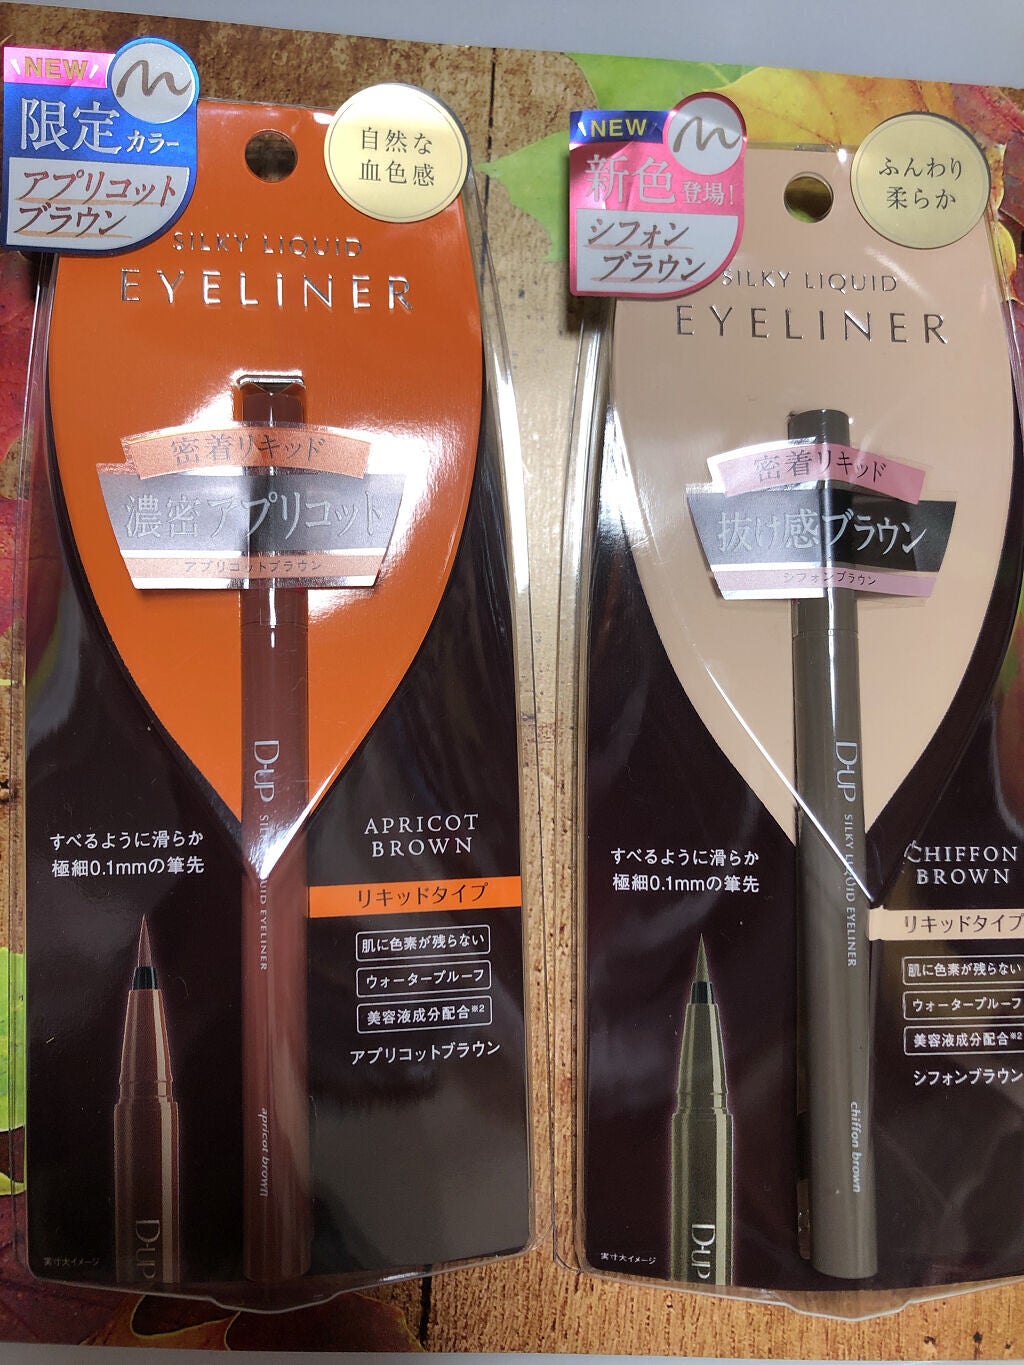 NEW
限定カラー
アプリコット
ブラウン
自然な
血色感
SILKY LIQUID
EYELINER
密着リキッド
濃密アプリコット
アプリコットブラウン
D-UP SILKY LIQUID EYELINER
apricot brown
すべるように滑らか
極細0.1mmの筆先
APRICOT
BROWN
リキッドタイプ
肌に色素が残らない
ウォータープルーフ
美容液成分配合※2
アプリコットブラウン
D-UP
実寸大イメージ
NEW
新色登場!
シフォン
ブラウン
ふんわり
柔らか
SILKY LIQUID
EYELINER
密着リキッド
抜け感ブラウン
シフォンブラウン
D-UP SILKY LIQUID EYELINER
chiffon brown
すべるように滑らか
極細0.1mmの筆先
CHIFFON
BROWN
リキッドタイプ
肌に色素が残らない
ウォータープルーフ
美容液成分配合※2
シフォンブラウン
D-UP
実寸大イメージ